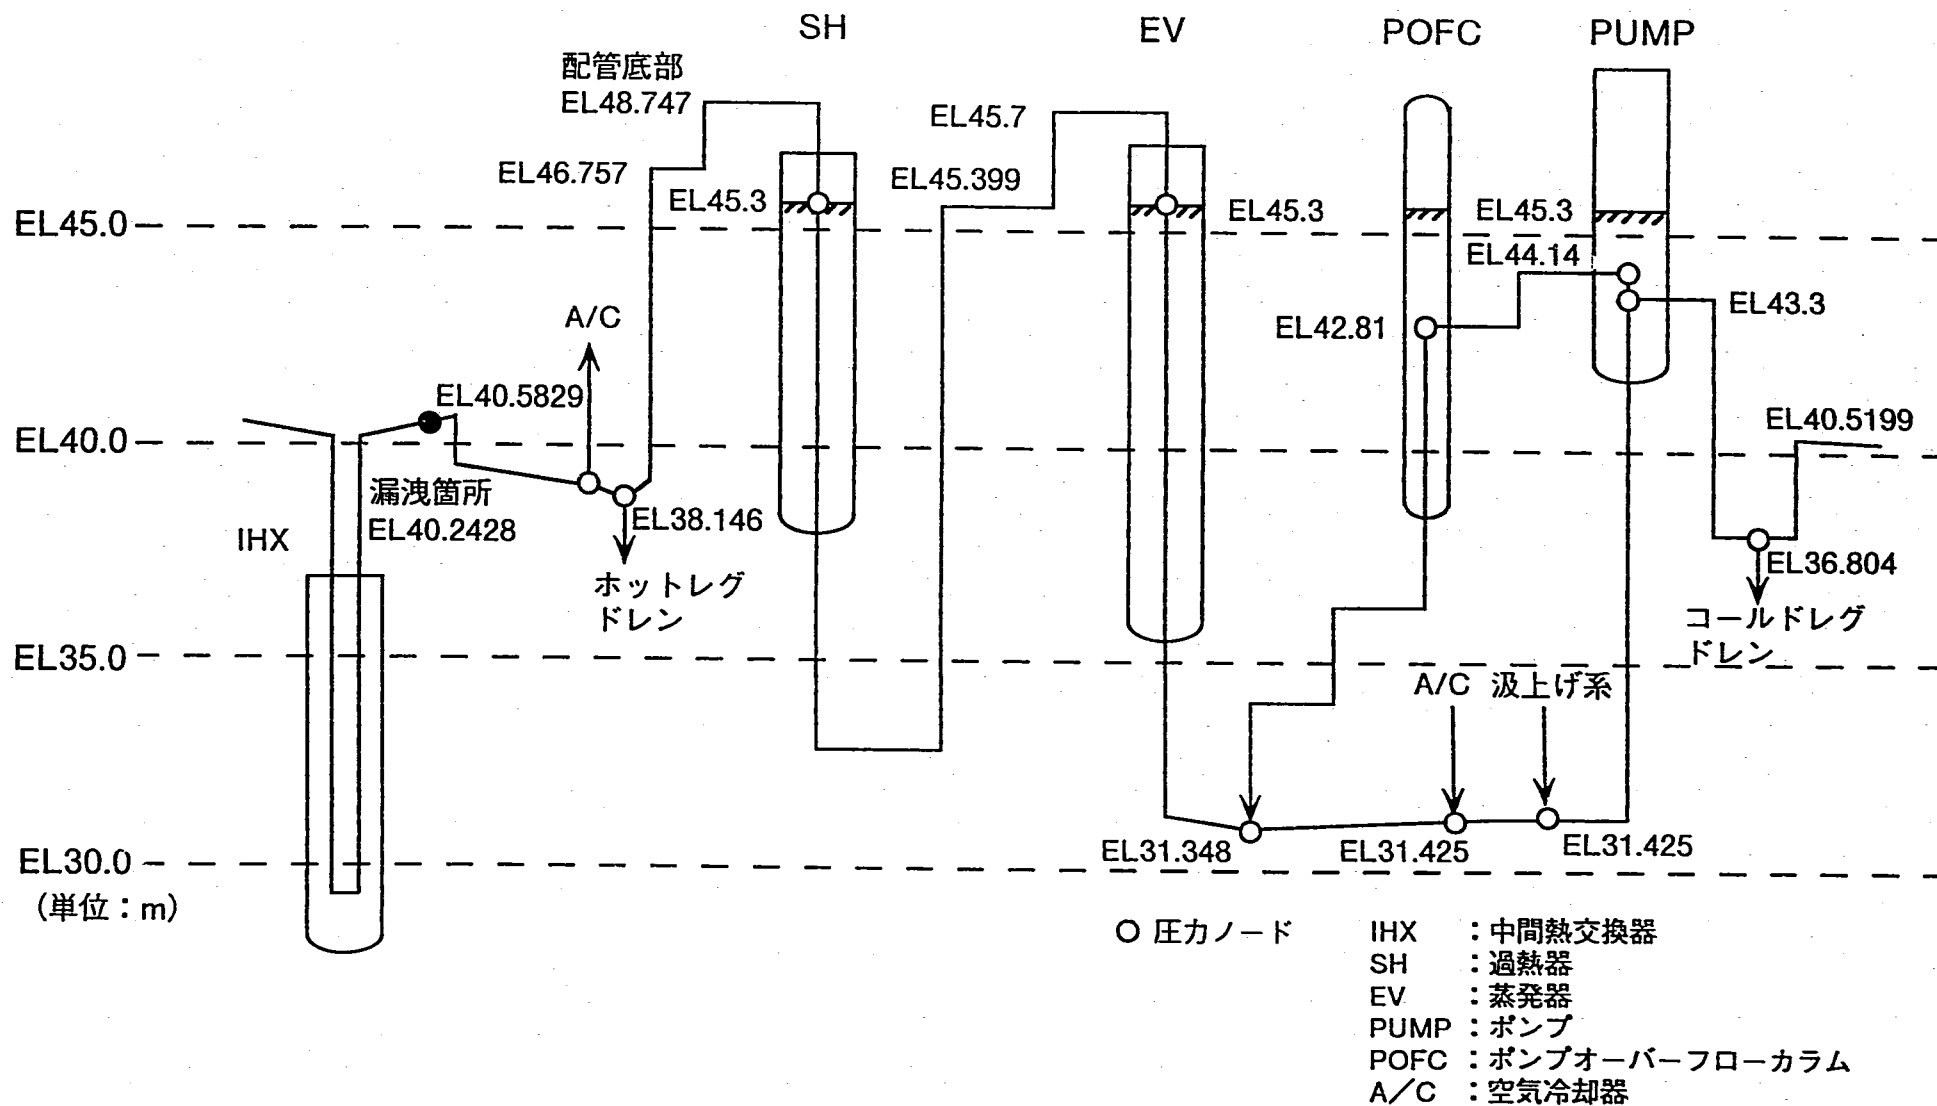 SH
EV
POFC
PUMP
配管底部
EL48.747
EL45.7
EL46.757
EL45.3
EL45.399
EL45.3
EL45.3
EL45.0
EL44.14
EL43.3
A/C
EL42.81
EL40.5829
EL40.5199
EL40.0
漏洩箇所
EL40.2428
IHX
EL38.146
EL36.804
ホットレグ
ドレン
コールドレグ
ドレン
EL35.0
A/C 汲上げ系
EL31.348
EL31.425
EL31.425
EL30.0
(単位:m)
圧力ノード
IHX :中間熱交換器
SH :過熱器
EV :蒸発器
PUMP :ポンプ
POFC :ポンプオーバーフローカラム
A/C :空気冷却器